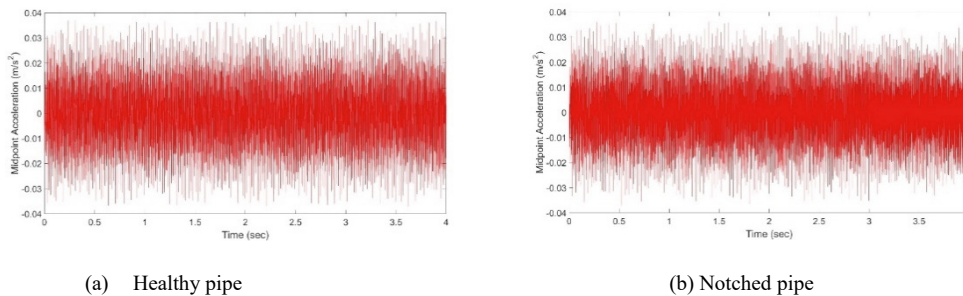 0.04
0.03
0.02
0.01
0
-0.01
-0.02
-0.03
-0.04
Midpoint Acceleration (m/s²)
0 0.5 1 1.5 2 2.5 3 3.5 4
Time (sec)
(a) Healthy pipe
0.04
0.03
0.02
0.01
0
-0.01
-0.02
-0.03
-0.04
Midpoint Acceleration (m/s²)
0 0.5 1 1.5 2 2.5 3 3.5
Time (sec)
(b) Notched pipe